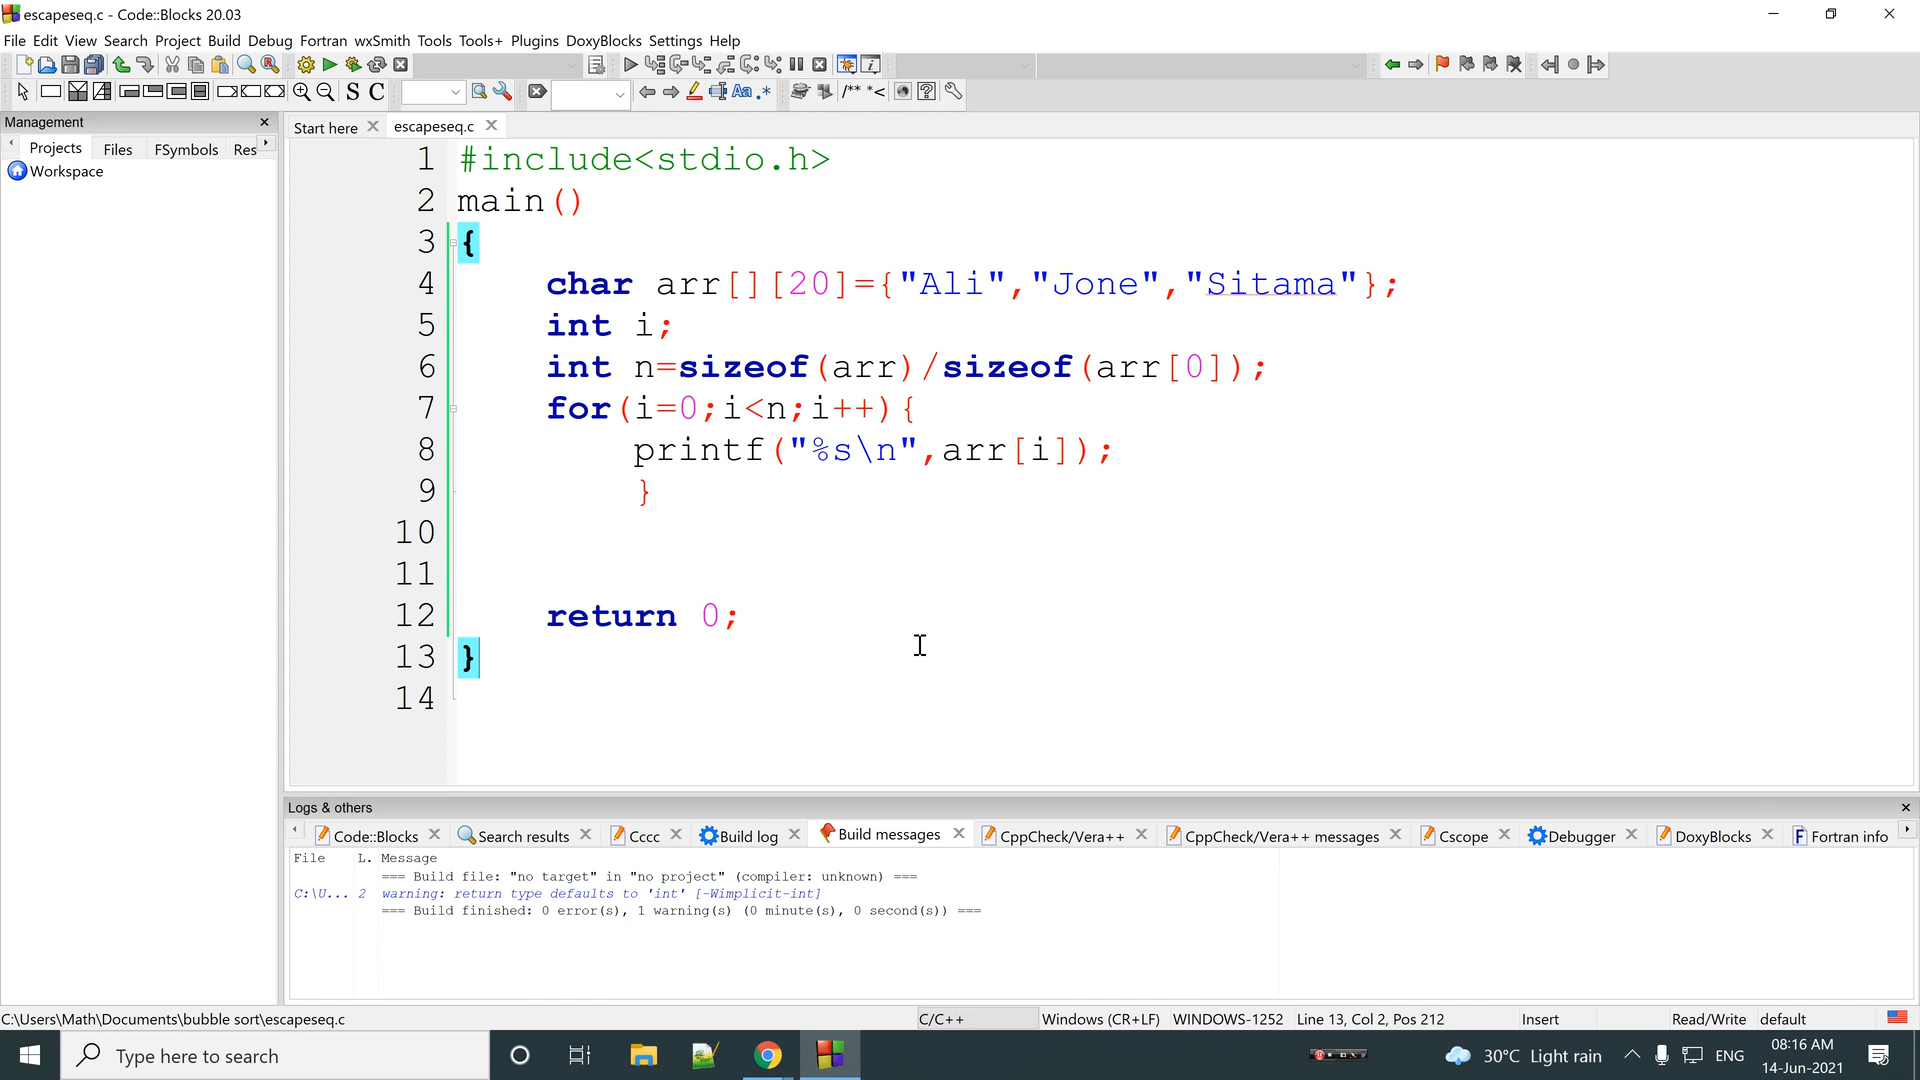 escapeseq.c - Code::Blocks 20.03
File Edit View Search Project Build Debug Fortran wxSmith Tools Tools+ Plugins DoxyBlocks Settings Help
S C Aa .* /** *<
Management
Projects Files FSymbols Res
Workspace
Start here escapeseq.c
1 #include<stdio.h>
2 main()
3 {
4 char arr[][20]={"Ali","Jone","Sitama"};
5 int i;
6 int n=sizeof(arr)/sizeof(arr[0]);
7 for(i=0;i<n;i++){
8 printf("%s\n",arr[i]);
9 }
10
11
12 return 0;
13 }
14
Logs & others
Code::Blocks Search results Cccc Build log Build messages CppCheck/Vera++ CppCheck/Vera++ messages Cscope Debugger DoxyBlocks Fortran info
File L. Message
=== Build file: "no target" in "no project" (compiler: unknown) ===
C:\U... 2 warning: return type defaults to 'int' [-Wimplicit-int]
=== Build finished: 0 error(s), 1 warning(s) (0 minute(s), 0 second(s)) ===
C:\Users\Math\Documents\bubble sort\escapeseq.c C/C++ Windows (CR+LF) WINDOWS-1252 Line 13, Col 2, Pos 212 Insert Read/Write default
Type here to search 30°C Light rain ENG 08:16 AM
14-Jun-2021